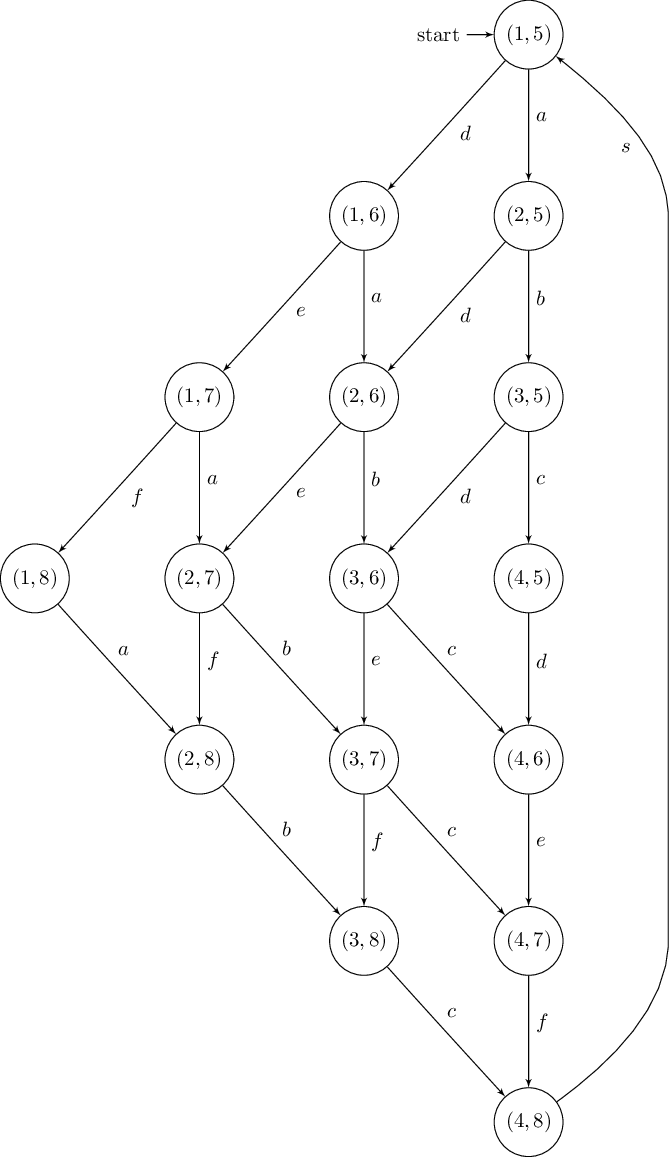 start (1, 5)
d a s
(1, 6) (2, 5)
e a d b
(1, 7) (2, 6) (3, 5)
f a e b d c
(1, 8) (2, 7) (3, 6) (4, 5)
a f b e c d
(2, 8) (3, 7) (4, 6)
b f c e
(3, 8) (4, 7)
c f
(4, 8)